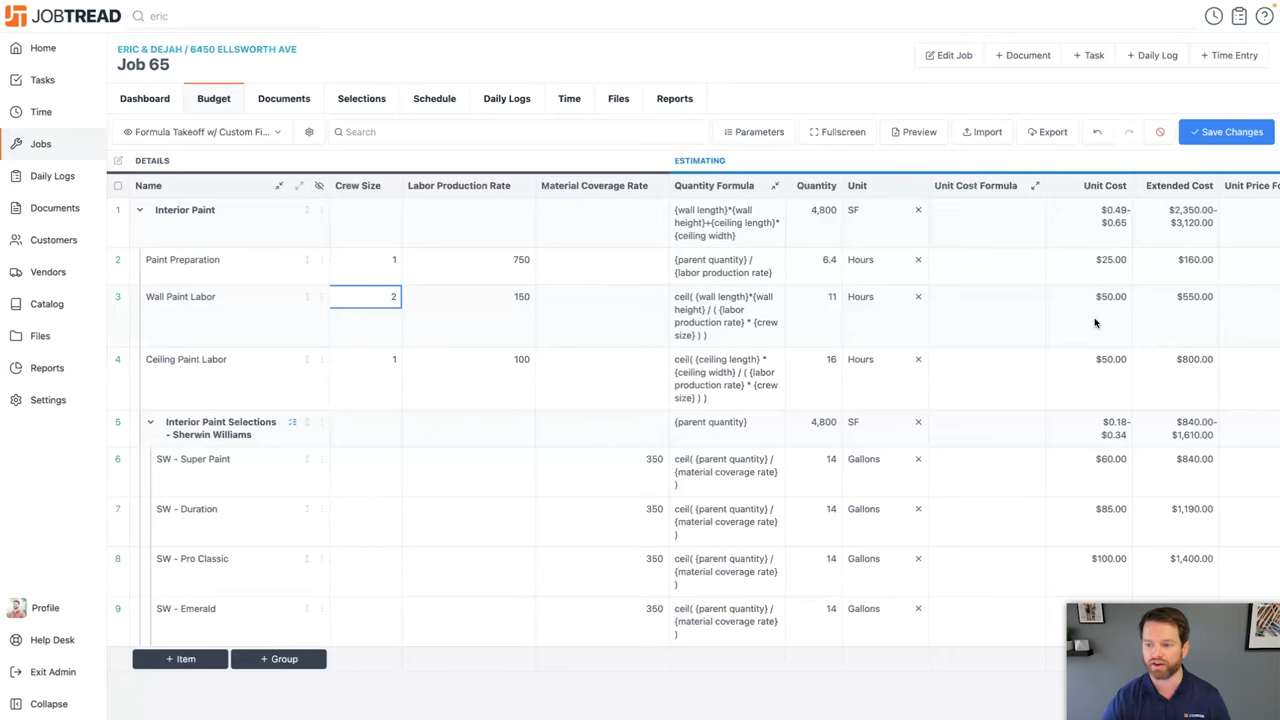 JOBTREAD
eric
ERIC & DEJAH / 6450 ELLSWORTH AVE
Job 65
Edit Job
+ Document
+ Task
+ Daily Log
+ Time Entry
Home
Tasks
Time
Jobs
Daily Logs
Documents
Customers
Vendors
Catalog
Files
Reports
Settings
Profile
Help Desk
Exit Admin
Collapse
Dashboard
Budget
Documents
Selections
Schedule
Daily Logs
Time
Files
Reports
Formula Takeoff w/ Custom Fi...
Search
Parameters
Fullscreen
Preview
Import
Export
Save Changes
DETAILS
ESTIMATING
Name
Crew Size
Labor Production Rate
Material Coverage Rate
Quantity Formula
Quantity
Unit
Unit Cost Formula
Unit Cost
Extended Cost
Unit Price Fo
1
Interior Paint
{wall length}*{wall
height}+{ceiling length}*
{ceiling width}
4,800
SF
$0.49-
$0.65
$2,350.00-
$3,120.00
2
Paint Preparation
1
750
{parent quantity} /
{labor production rate}
6.4
Hours
$25.00
$160.00
3
Wall Paint Labor
2
150
ceil( {wall length}*{wall
height} / ( {labor
production rate} * {crew
size} ) )
11
Hours
$50.00
$550.00
4
Ceiling Paint Labor
1
100
ceil( {ceiling length} *
{ceiling width} / ( {labor
production rate} * {crew
size} ) )
16
Hours
$50.00
$800.00
5
Interior Paint Selections
- Sherwin Williams
{parent quantity}
4,800
SF
$0.18-
$0.34
$840.00-
$1,610.00
6
SW - Super Paint
350
ceil( {parent quantity} /
{material coverage rate}
)
14
Gallons
$60.00
$840.00
7
SW - Duration
350
ceil( {parent quantity} /
{material coverage rate}
)
14
Gallons
$85.00
$1,190.00
8
SW - Pro Classic
350
ceil( {parent quantity} /
{material coverage rate}
)
14
Gallons
$100.00
$1,400.00
9
SW - Emerald
350
ceil( {parent quantity} /
{material coverage rate}
)
14
Gallons
+ Item
+ Group